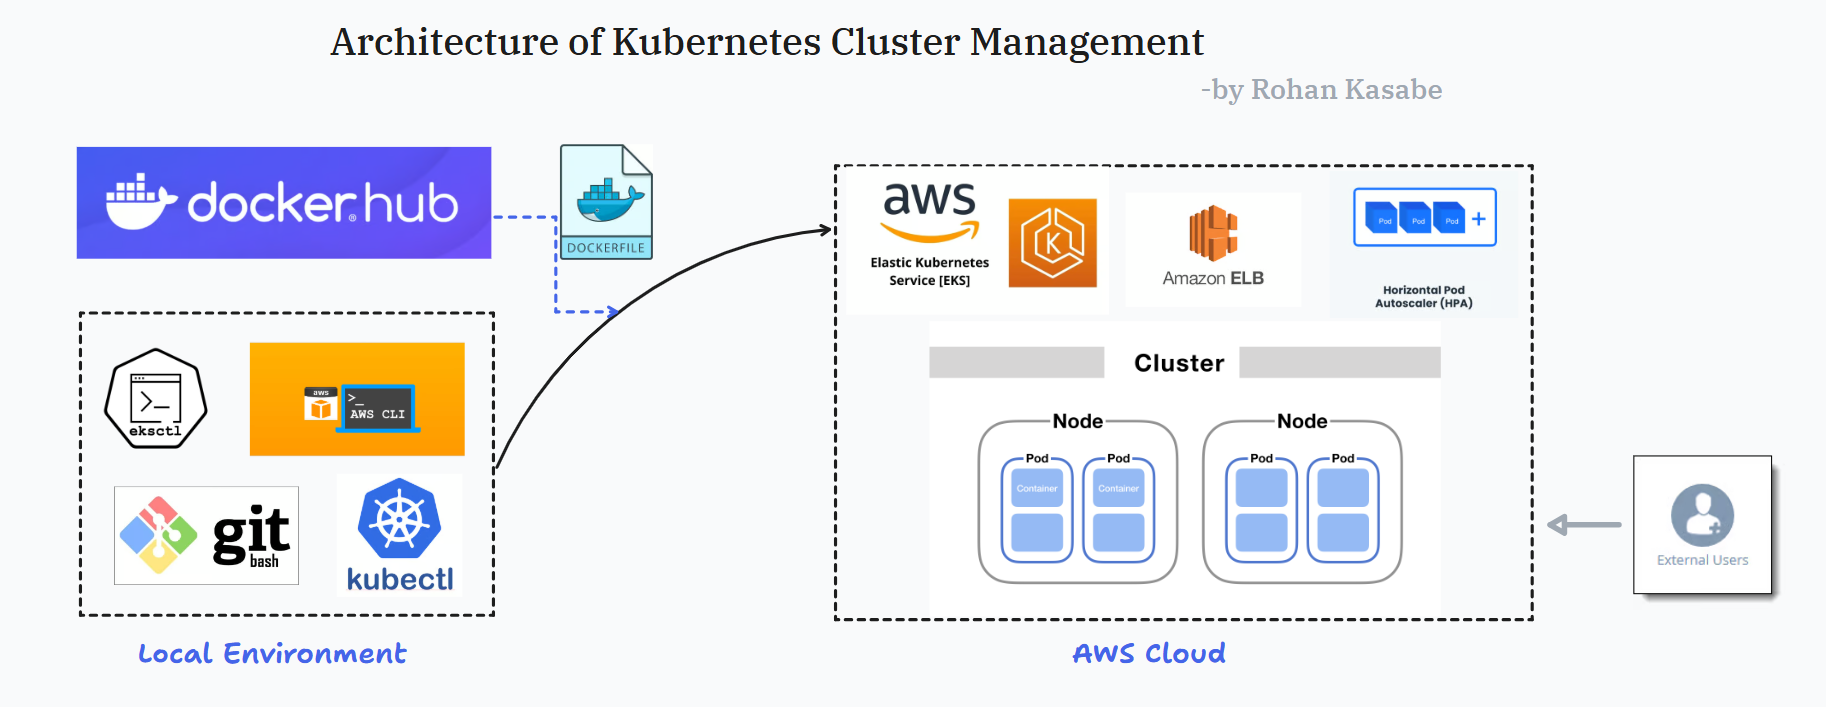 Architecture of Kubernetes Cluster Management
-by Rohan Kasabe
docker hub
DOCKERFILE
eksctl
aws
>_
AWS CLI
git
bash
kubectl
Local Environment
aws
Elastic Kubernetes
Service [EKS]
K
Amazon ELB
Pod Pod Pod +
Horizontal Pod
Autoscaler (HPA)
Cluster
Node Node
Pod Pod Pod Pod
Container Container
AWS Cloud
External Users